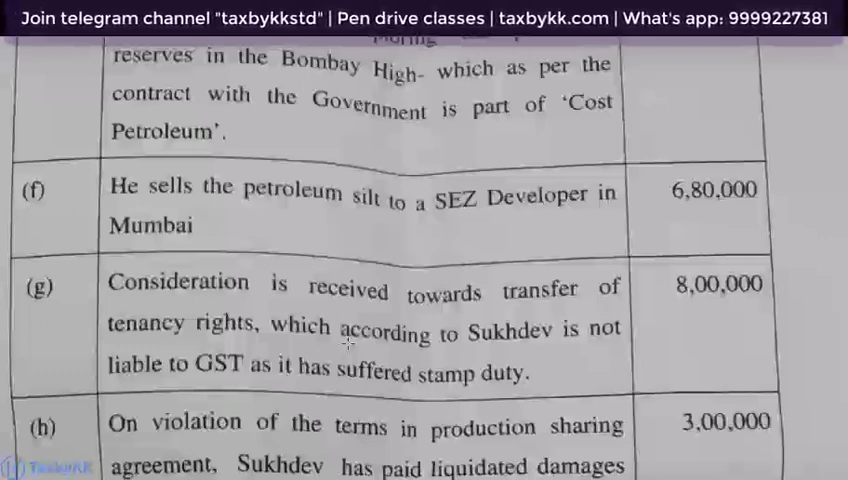 Join telegram channel "taxbykkstd" | Pen drive classes | taxbykk.com | What's app: 9999227381
reserves in the Bombay High- which as per the
contract with the Government is part of ‘Cost
Petroleum’.
(f) He sells the petroleum silt to a SEZ Developer in 6,80,000
Mumbai
(g) Consideration is received towards transfer of 8,00,000
tenancy rights, which according to Sukhdev is not
liable to GST as it has suffered stamp duty.
(h) On violation of the terms in production sharing 3,00,000
agreement, Sukhdev has paid liquidated damages
TaxbyKK